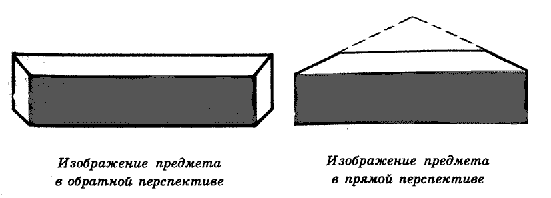 Изображение предмета
в обратной перспективе
Изображение предмета
в прямой перспективе